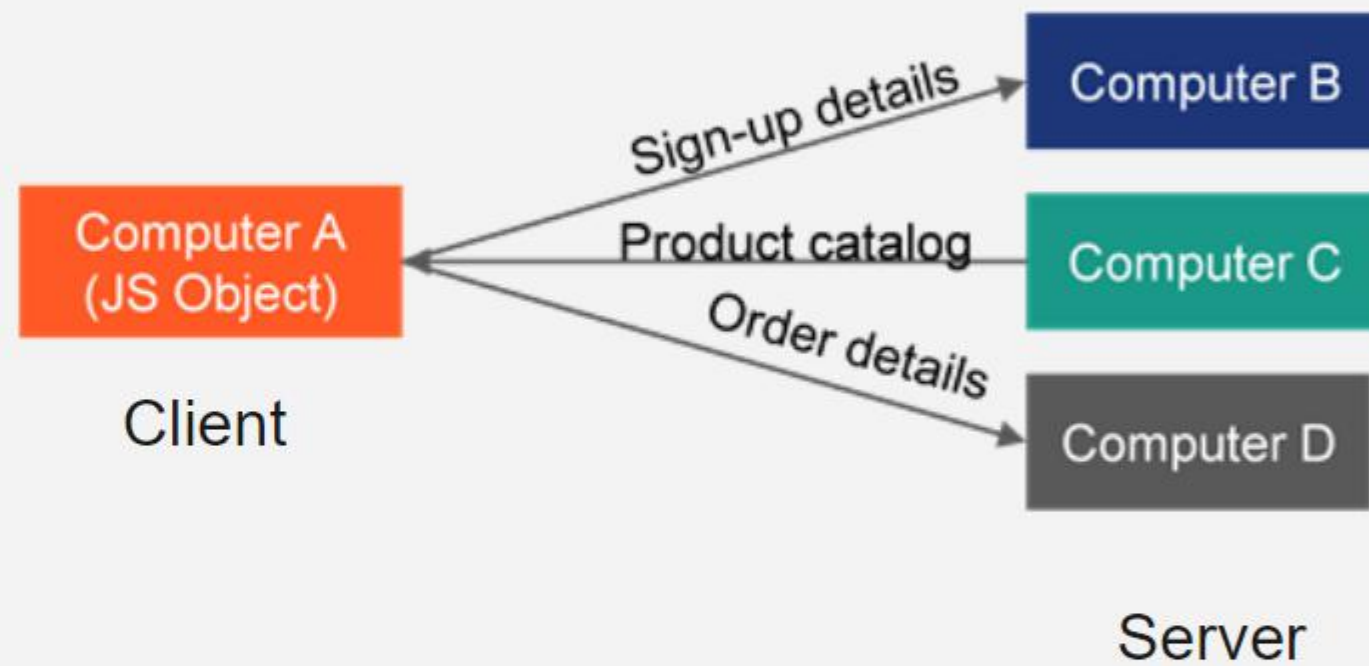 Computer A
(JS Object)
Client
Sign-up details
Product catalog
Order details
Computer B
Computer C
Computer D
Server